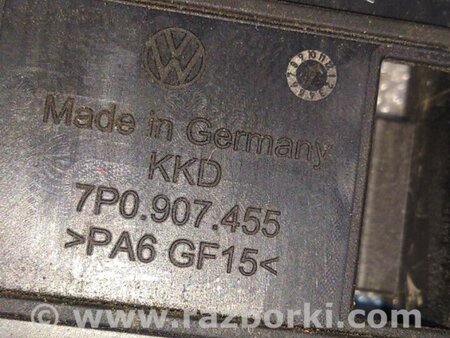 Made in Germany
KKD
7P0.907.455
>PA6 GF15<
© www.razborki.com